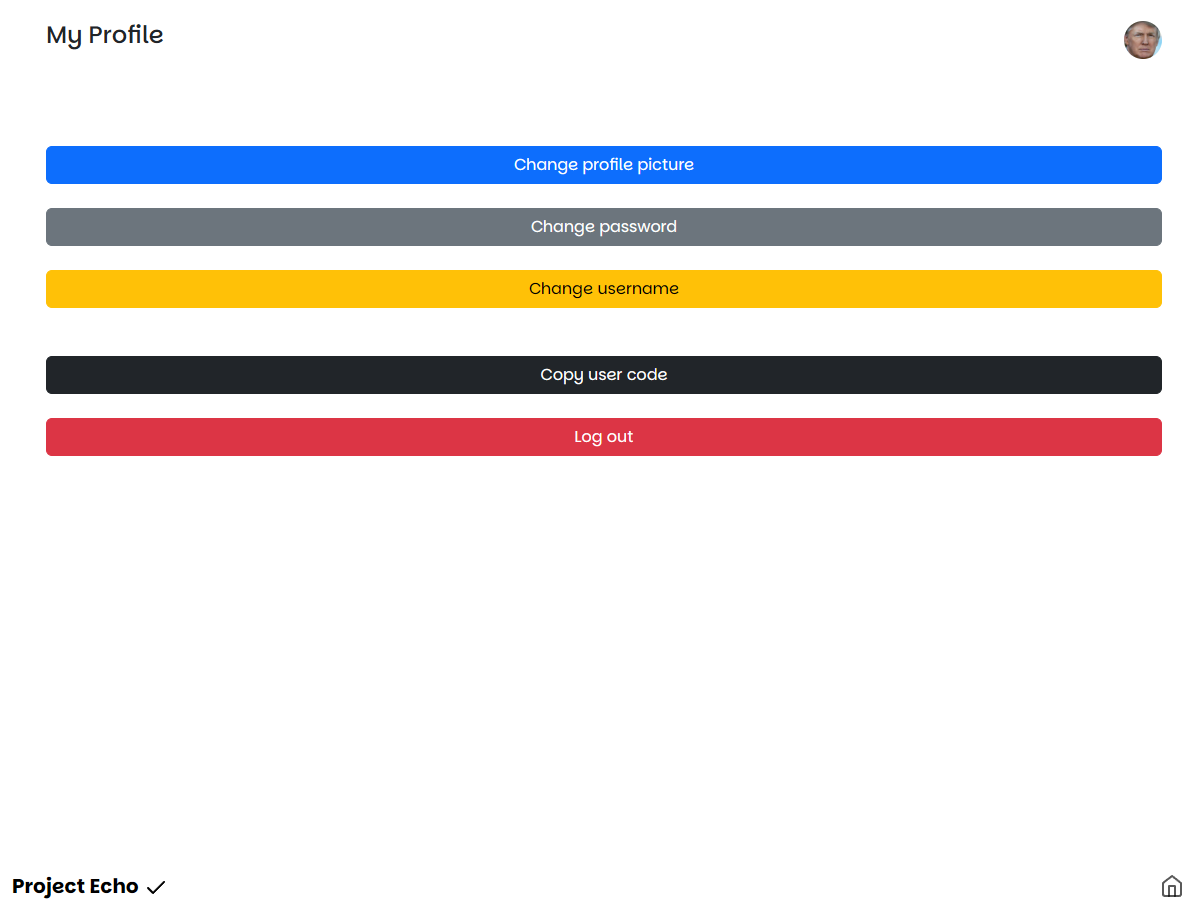 My Profile
Change profile picture
Change password
Change username
Copy user code
Log out
Project Echo